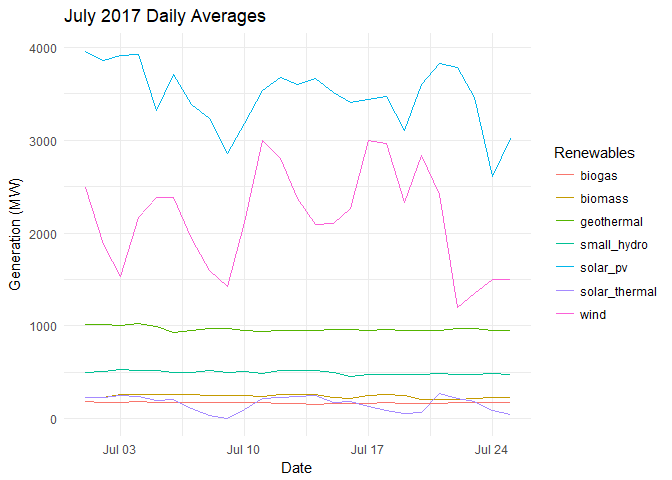 July 2017 Daily Averages
4000
3000
2000
1000
0
Generation (MW)
Jul 03
Jul 10
Jul 17
Jul 24
Date
Renewables
biogas
biomass
geothermal
small_hydro
solar_pv
solar_thermal
wind